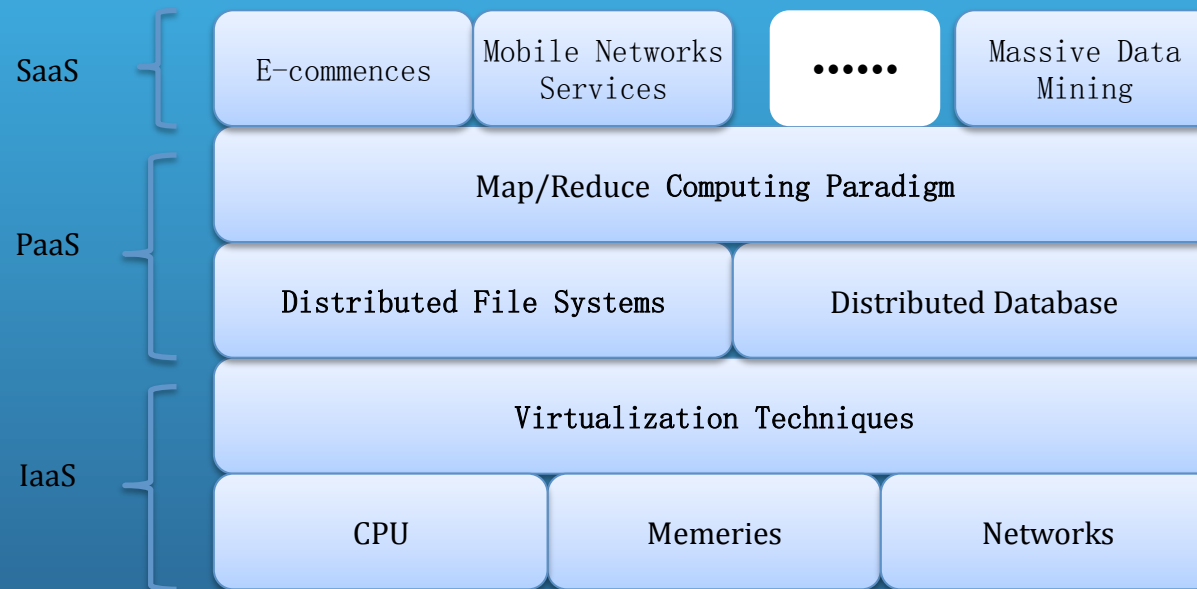 SaaS
E-commences
Mobile Networks
Services
••••••
Massive Data
Mining
PaaS
Map/Reduce Computing Paradigm
Distributed File Systems
Distributed Database
IaaS
Virtualization Techniques
CPU
Memeries
Networks